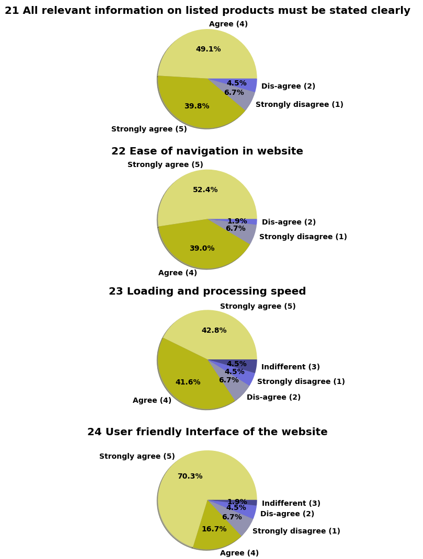 21 All relevant information on listed products must be stated clearly
Agree (4)
49.1%
4.5%
Dis-agree (2)
6.7%
Strongly disagree (1)
39.8%
Strongly agree (5)
22 Ease of navigation in website
Strongly agree (5)
52.4%
1.9%
Dis-agree (2)
6.7%
Strongly disagree (1)
39.0%
Agree (4)
23 Loading and processing speed
Strongly agree (5)
42.8%
4.5%
Indifferent (3)
4.5%
Strongly disagree (1)
6.7%
41.6%
Dis-agree (2)
Agree (4)
24 User friendly Interface of the website
Strongly agree (5)
70.3%
1.9%
Indifferent (3)
4.5%
Dis-agree (2)
6.7%
16.7%
Strongly disagree (1)
Agree (4)